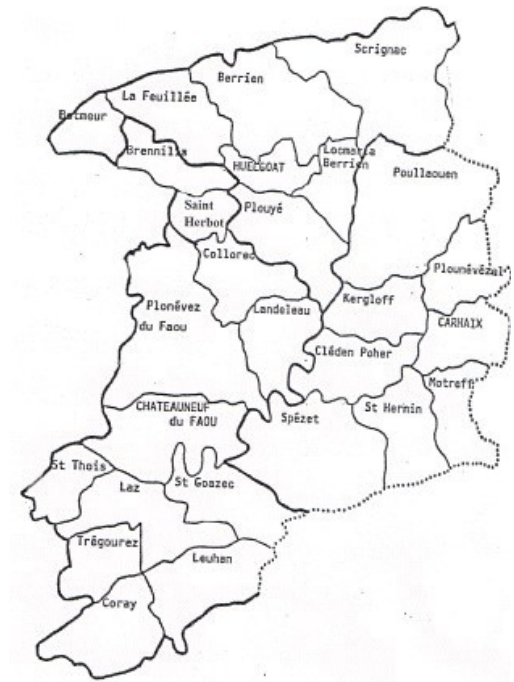 Scrignac
Berrien
La Feuillée
Botmeur
Brennilis
HUELGOAT
Locmaria
Berrien
Poullaouen
Saint
Herbot
Plouyé
Collorec
Plounévézel
Plonévez
du Faou
Landeleau
Kergloff
CARHAIX
Cléden Poher
Motreff
CHATEAUNEUF
du FAOU
Spézet
St Hernin
St Thois
Laz
St Goazec
Trégourez
Leuhan
Coray